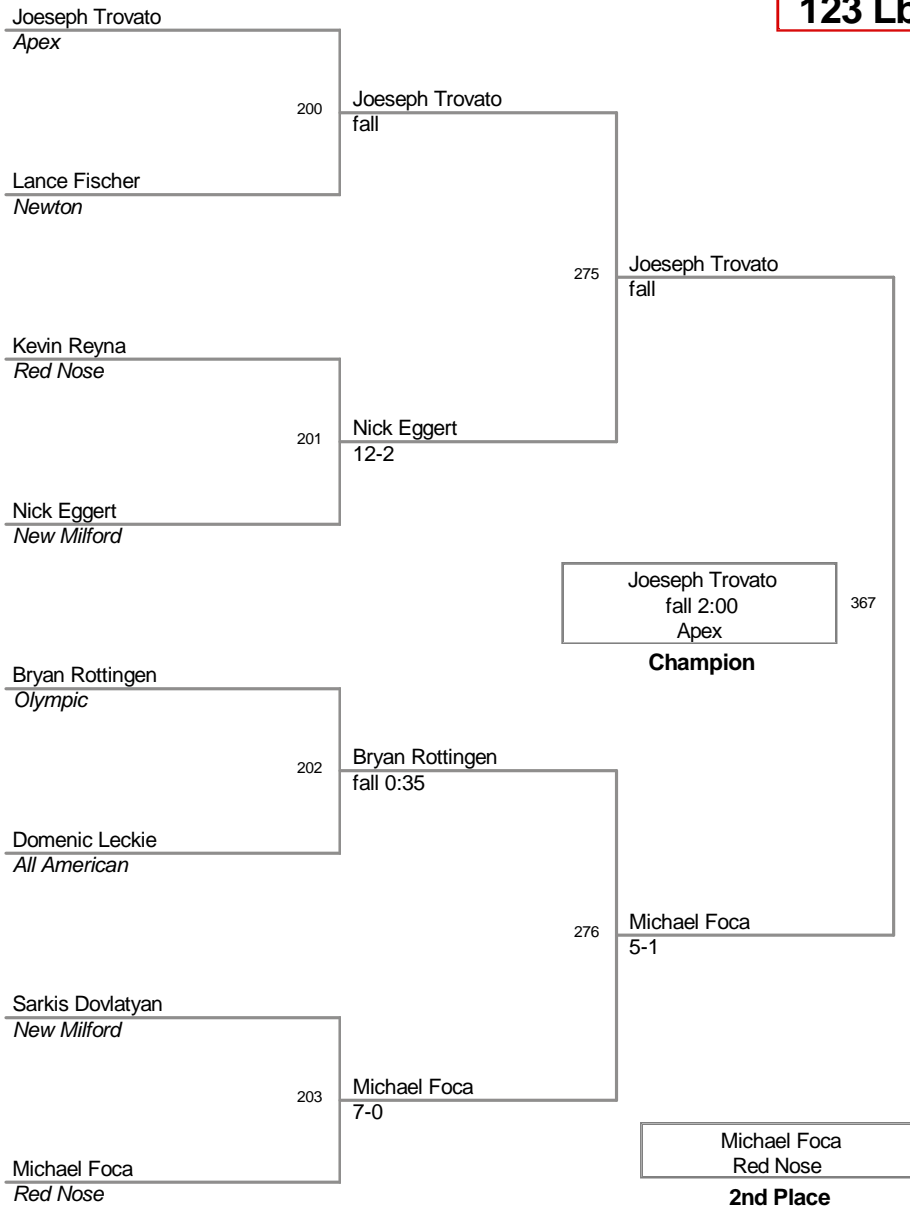 123 Lb
Joeseph Trovato
Apex
200
Joeseph Trovato
fall
Lance Fischer
Newton
275
Joeseph Trovato
fall
Kevin Reyna
Red Nose
201
Nick Eggert
12-2
Nick Eggert
New Milford
Joeseph Trovato
fall 2:00
Apex
367
Champion
Bryan Rottingen
Olympic
202
Bryan Rottingen
fall 0:35
Domenic Leckie
All American
276
Michael Foca
5-1
Sarkis Dovlatyan
New Milford
203
Michael Foca
7-0
Michael Foca
Red Nose
Michael Foca
Red Nose
2nd Place